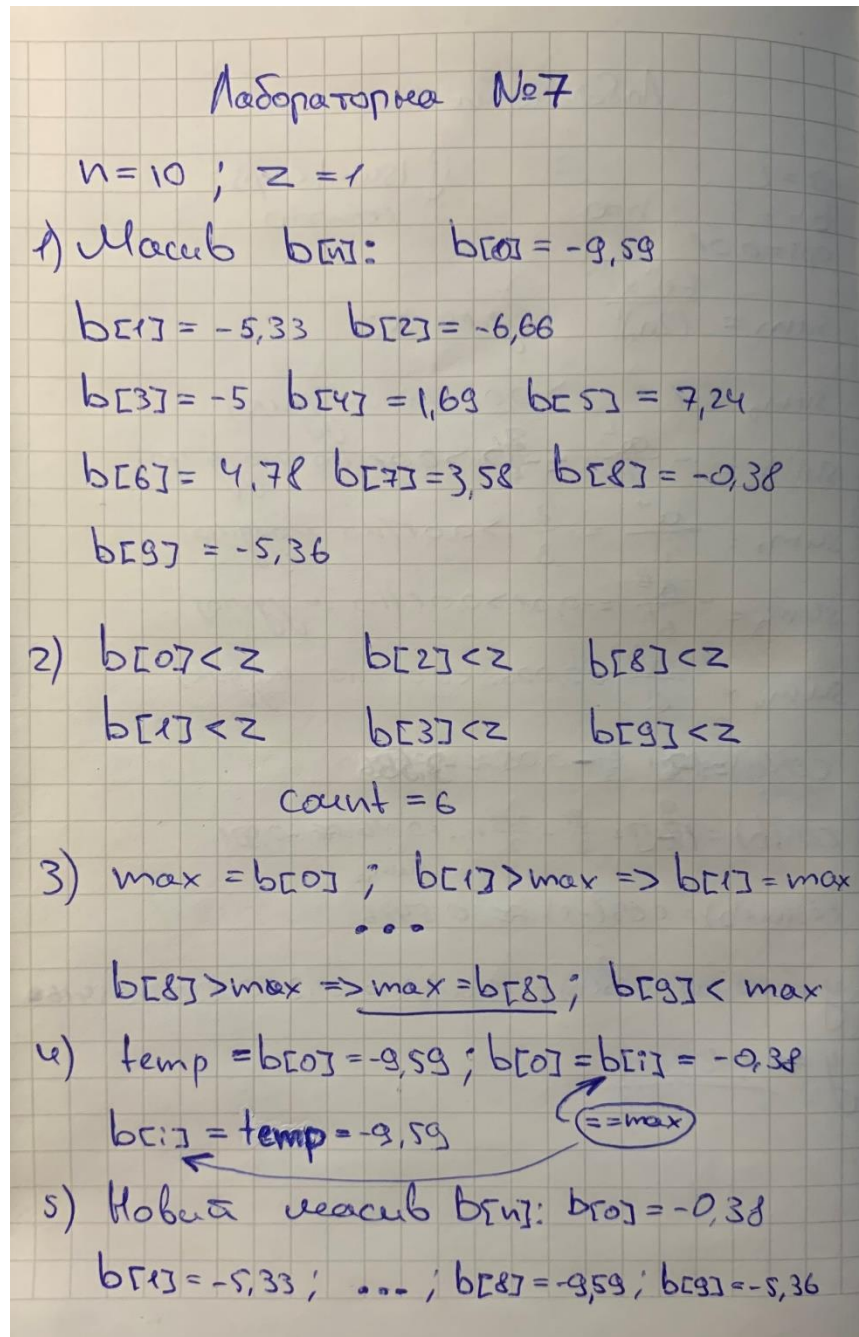 Лабораторна №7
n=10 ; z=1
1) Масив b[n]: b[0] = -9,59
b[1] = -5,33 b[2] = -6,66
b[3] = -5 b[4] = 1,69 b[5] = 7,24
b[6] = 4,78 b[7] = 3,58 b[8] = -0,38
b[9] = -5,36
2) b[0]<z b[2]<z b[8]<z
b[1]<z b[3]<z b[9]<z
count = 6
3) max = b[0] ; b[1]>max => b[1] = max
...
b[8]>max => max = b[8] ; b[9] < max
4) temp = b[0] = -9,59 ; b[0] = b[i] = -0,38
b[i] = temp = -9,59 ==max
5) Новий масив b[n]: b[0] = -0,38
b[1] = -5,33 ; ... ; b[8] = -9,59 ; b[9] = -5,36